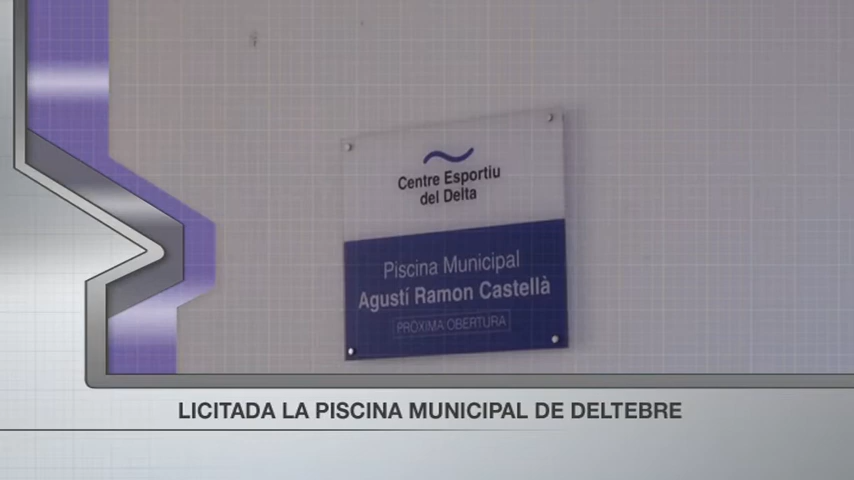 Centre Esportiu
del Delta
Piscina Municipal
Agustí Ramon Castellà
PRÒXIMA OBERTURA
LICITADA LA PISCINA MUNICIPAL DE DELTEBRE